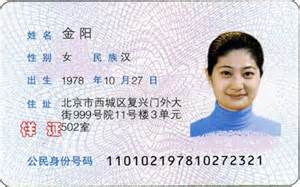 姓名 金阳
性别 女 民族 汉
出生 1978 年 10 月 27 日
住址 北京市西城区复兴门外大
街999号院11号楼3单元
502室
样证
公民身份号码 110102197810272321